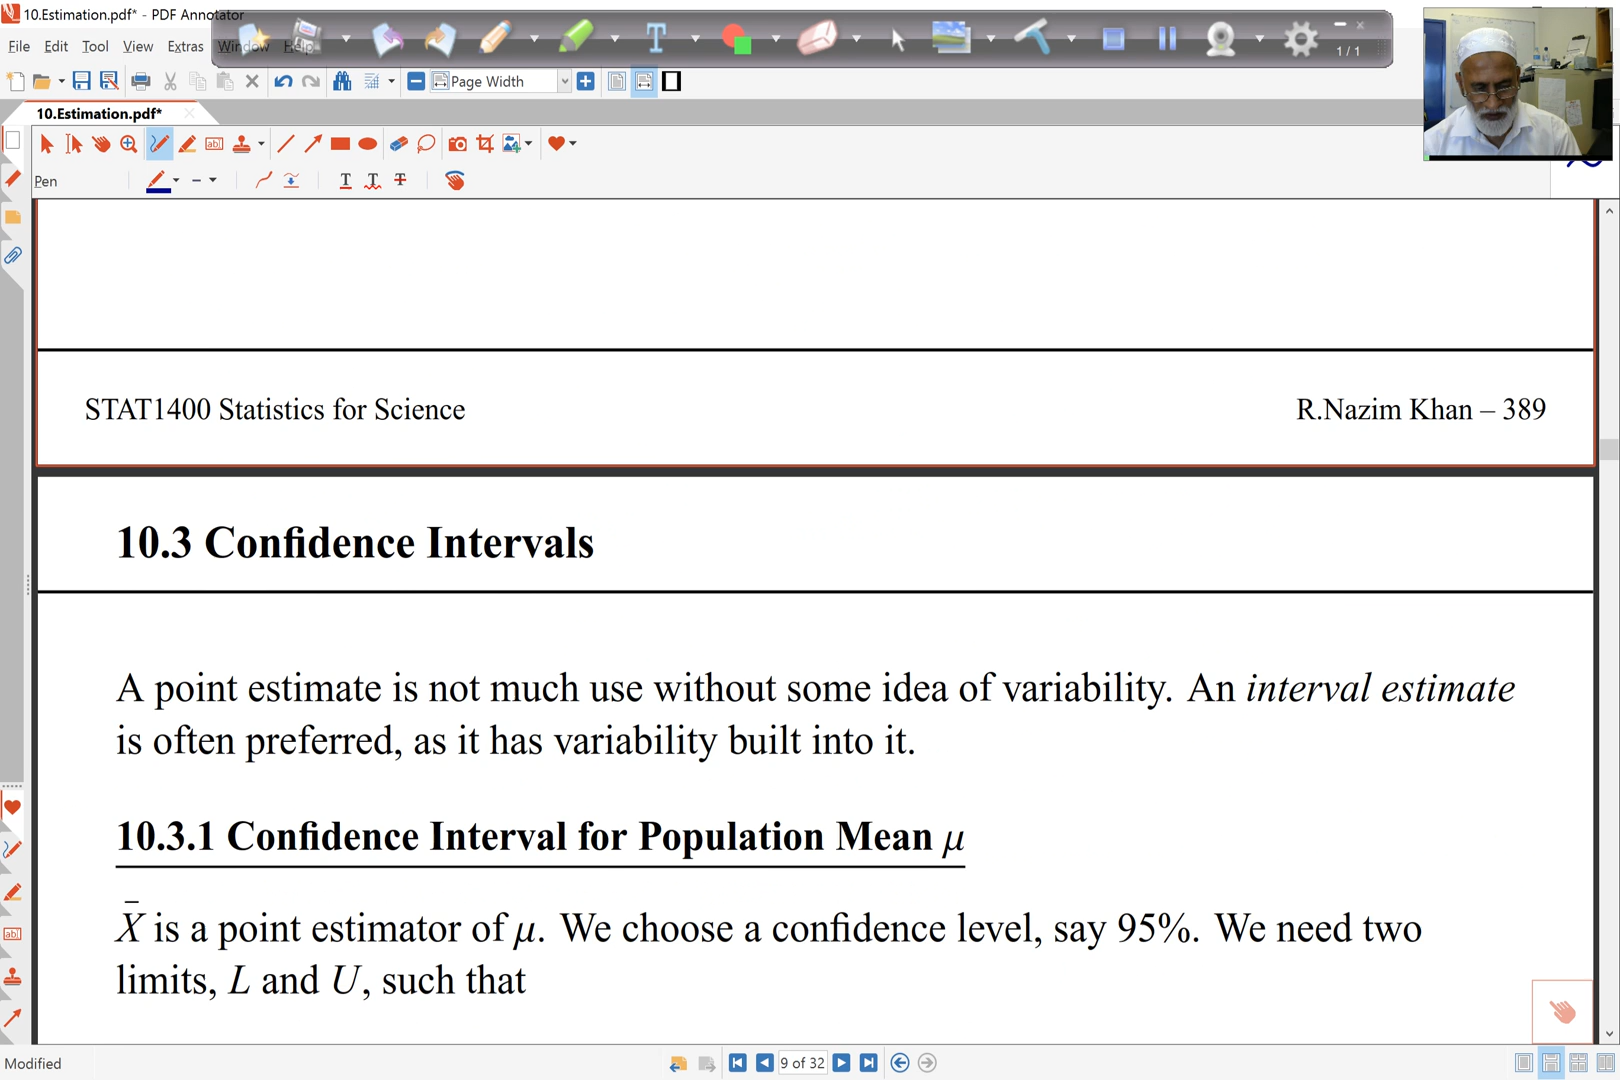 10.Estimation.pdf* - PDF Annotator
File Edit Tool View Extras Window Help
1 / 1
Page Width
10.Estimation.pdf*
Pen
STAT1400 Statistics for Science
R.Nazim Khan – 389
10.3 Confidence Intervals
A point estimate is not much use without some idea of variability. An interval estimate
is often preferred, as it has variability built into it.
10.3.1 Confidence Interval for Population Mean μ
X̄ is a point estimator of μ. We choose a confidence level, say 95%. We need two
limits, L and U, such that
Modified
9 of 32